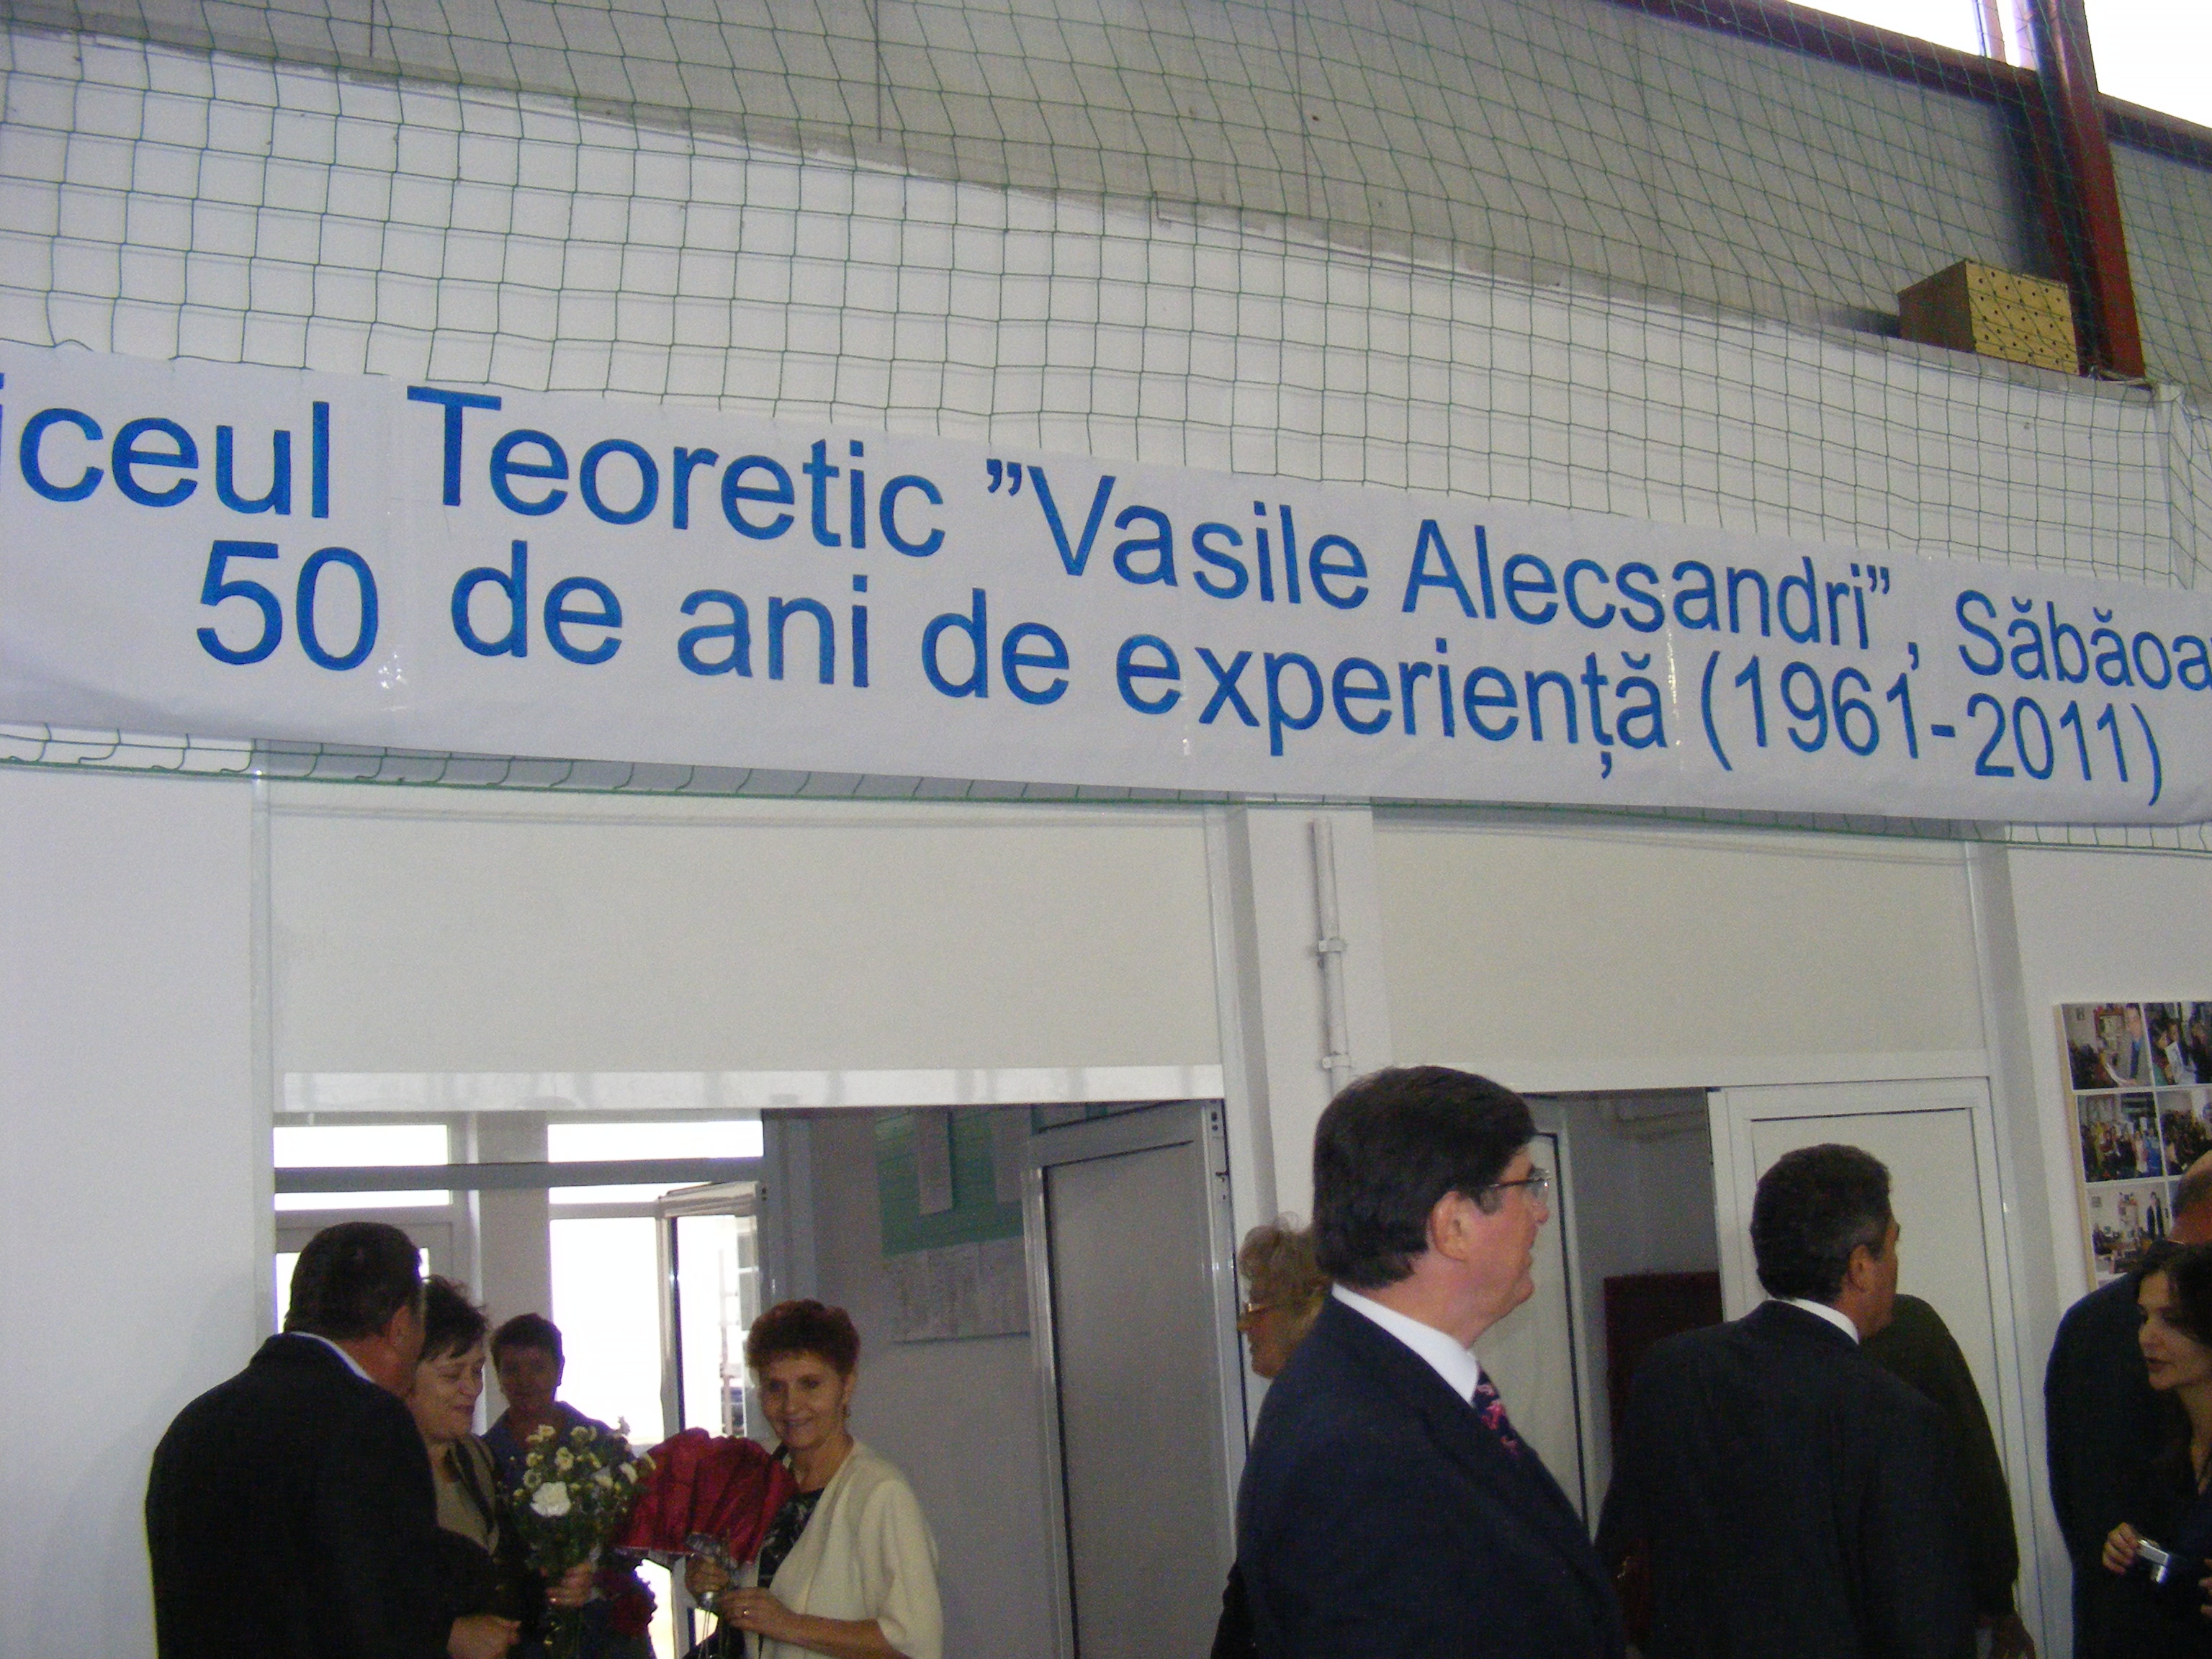 iceul Teoretic ”Vasile Alecsandri”, Săbăoa
50 de ani de experiență (1961-2011)